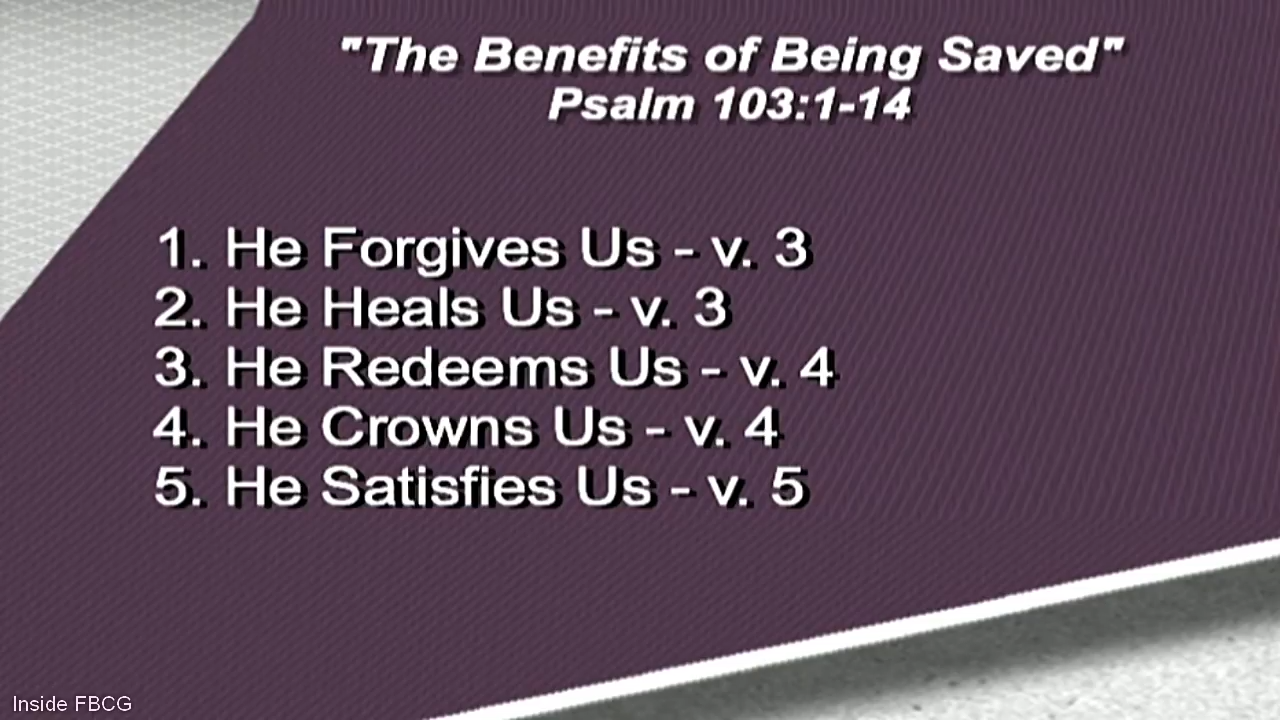 "The Benefits of Being Saved"
Psalm 103:1-14
1. He Forgives Us - v. 3
2. He Heals Us - v. 3
3. He Redeems Us - v. 4
4. He Crowns Us - v. 4
5. He Satisfies Us - v. 5
Inside FBCG